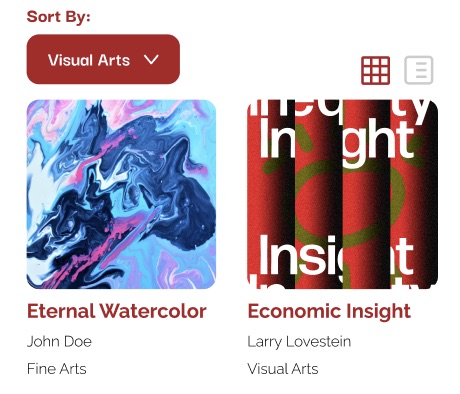 Sort By:
Visual Arts
Insight
Insight
Eternal Watercolor
Economic Insight
John Doe
Larry Lovestein
Fine Arts
Visual Arts